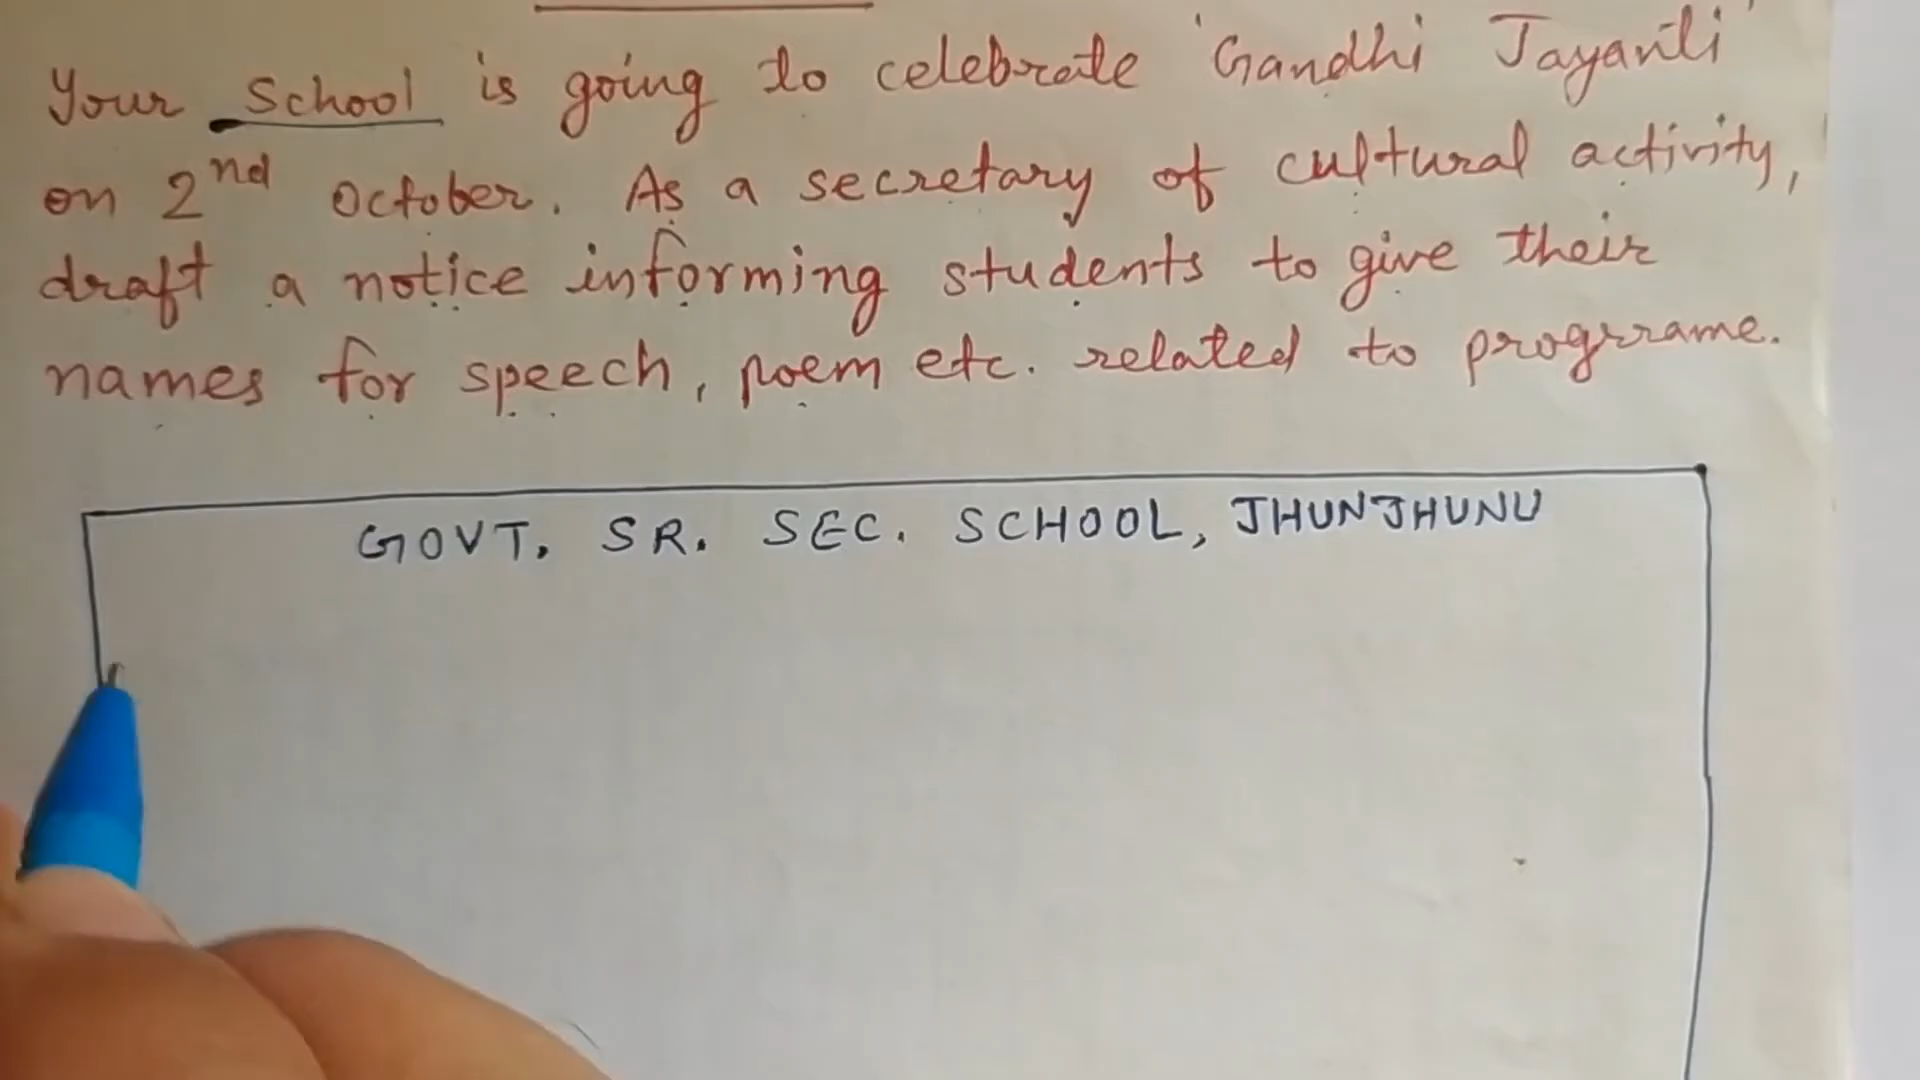 Your School is going to celebrate 'Gandhi Jayanti'
on 2nd October. As a secretary of cultural activity,
draft a notice informing students to give their
names for speech, poem etc. related to progrrame.
GOVT. SR. SEC. SCHOOL, JHUNJHUNU